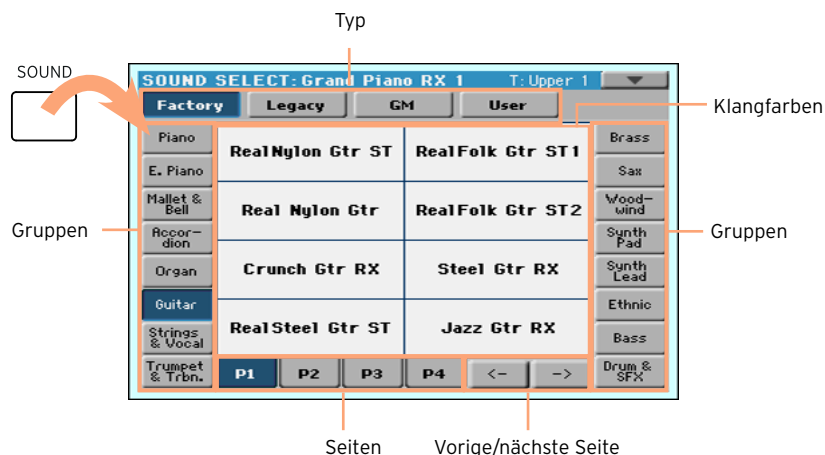 Typ
SOUND
SOUND SELECT: Grand Piano RX 1 T: Upper 1
Factory Legacy GM User
Klangfarben
Piano
E. Piano
Mallet & Bell
Accor-
dion
Organ
Guitar
Strings & Vocal
Trumpet & Trbn.
Gruppen
RealNylon Gtr ST RealFolk Gtr ST1
Real Nylon Gtr RealFolk Gtr ST2
Crunch Gtr RX Steel Gtr RX
RealSteel Gtr ST Jazz Gtr RX
Brass
Sax
Wood-
wind
Synth Pad
Synth Lead
Ethnic
Bass
Drum & SFX
Gruppen
P1 P2 P3 P4 <- ->
Seiten Vorige/nächste Seite